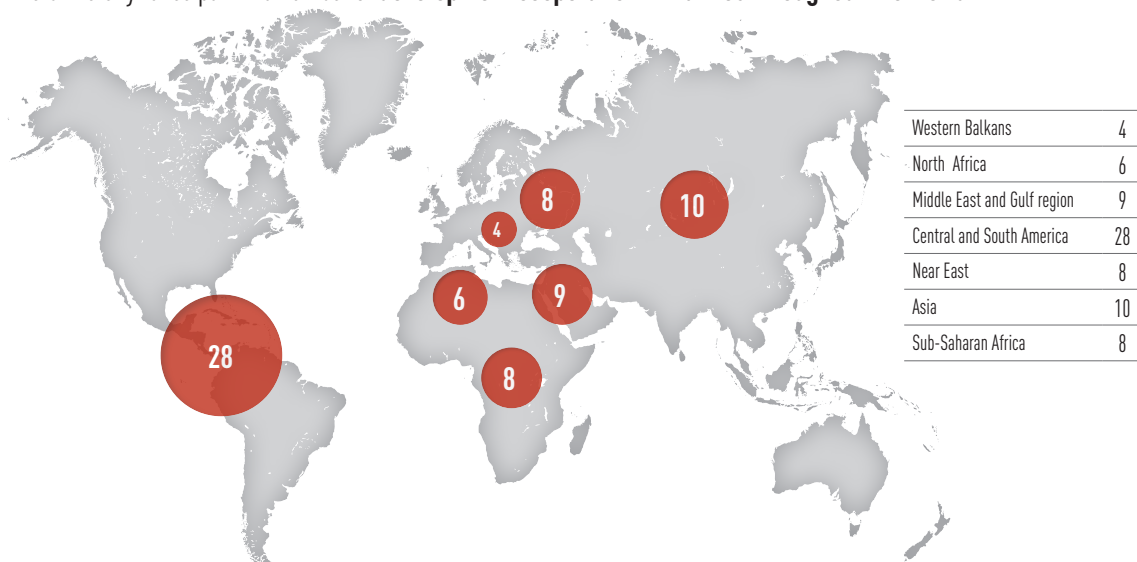 8
10
4
6
9
28
8
Western Balkans 4
North Africa 6
Middle East and Gulf region 9
Central and South America 28
Near East 8
Asia 10
Sub-Saharan Africa 8